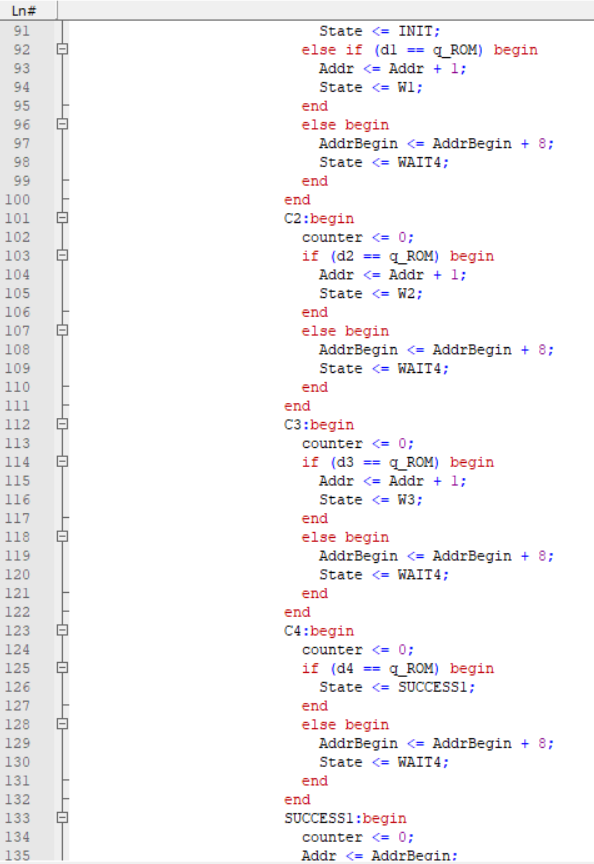 Ln#
91 State <= INIT;
92 else if (d1 == q_ROM) begin
93 Addr <= Addr + 1;
94 State <= W1;
95 end
96 else begin
97 AddrBegin <= AddrBegin + 8;
98 State <= WAIT4;
99 end
100 end
101 C2:begin
102 counter <= 0;
103 if (d2 == q_ROM) begin
104 Addr <= Addr + 1;
105 State <= W2;
106 end
107 else begin
108 AddrBegin <= AddrBegin + 8;
109 State <= WAIT4;
110 end
111 end
112 C3:begin
113 counter <= 0;
114 if (d3 == q_ROM) begin
115 Addr <= Addr + 1;
116 State <= W3;
117 end
118 else begin
119 AddrBegin <= AddrBegin + 8;
120 State <= WAIT4;
121 end
122 end
123 C4:begin
124 counter <= 0;
125 if (d4 == q_ROM) begin
126 State <= SUCCESS1;
127 end
128 else begin
129 AddrBegin <= AddrBegin + 8;
130 State <= WAIT4;
131 end
132 end
133 SUCCESS1:begin
134 counter <= 0;
135 Addr <= AddrBegin;